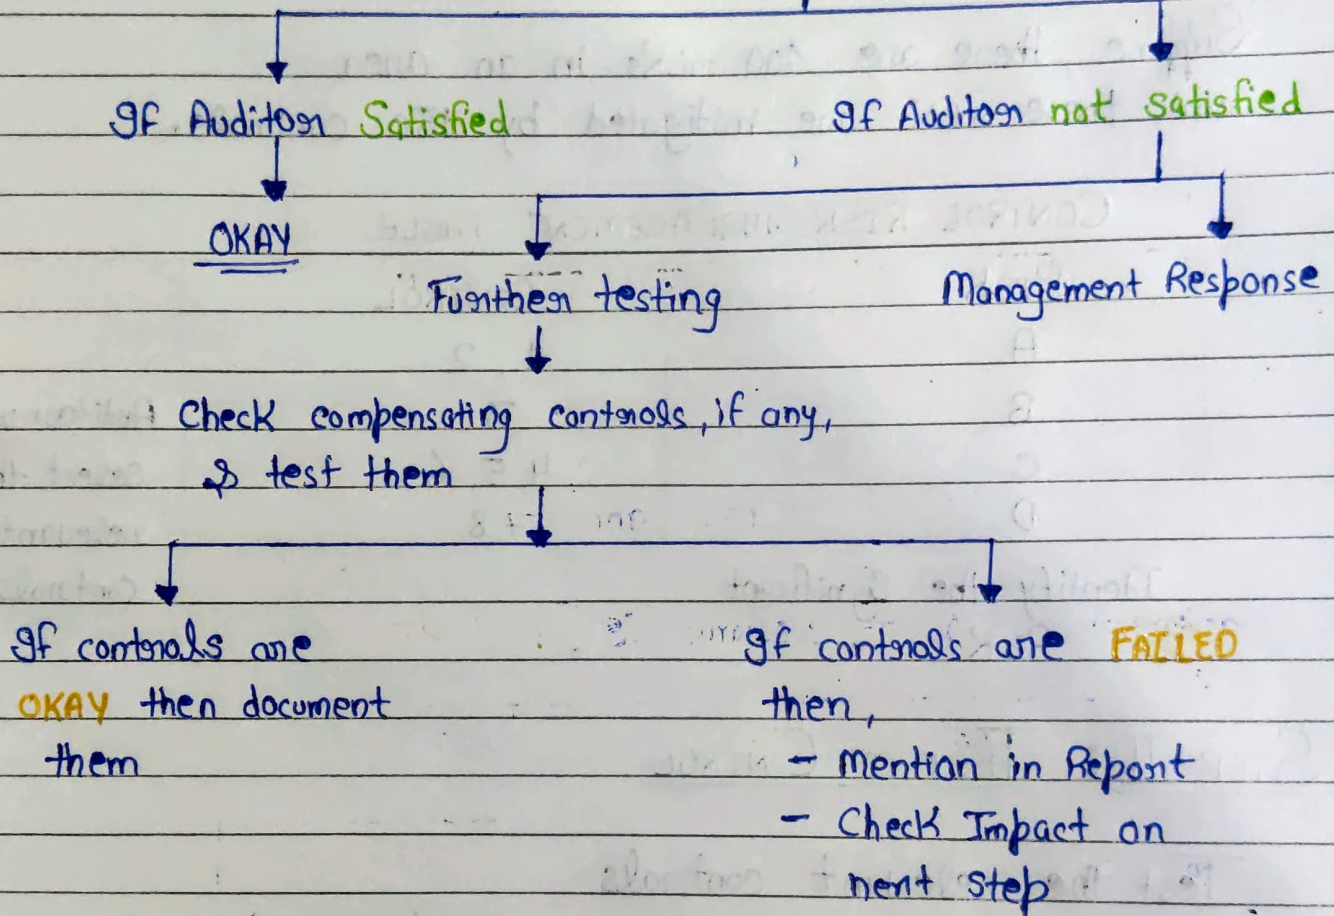 If Auditor Satisfied
If Auditor not satisfied
OKAY
Further testing
Management Response
Check compensating controls, if any,
& test them
If controls are
OKAY then document
them
If controls are FAILED
then,
- Mention in Report
- Check Impact on
nent step